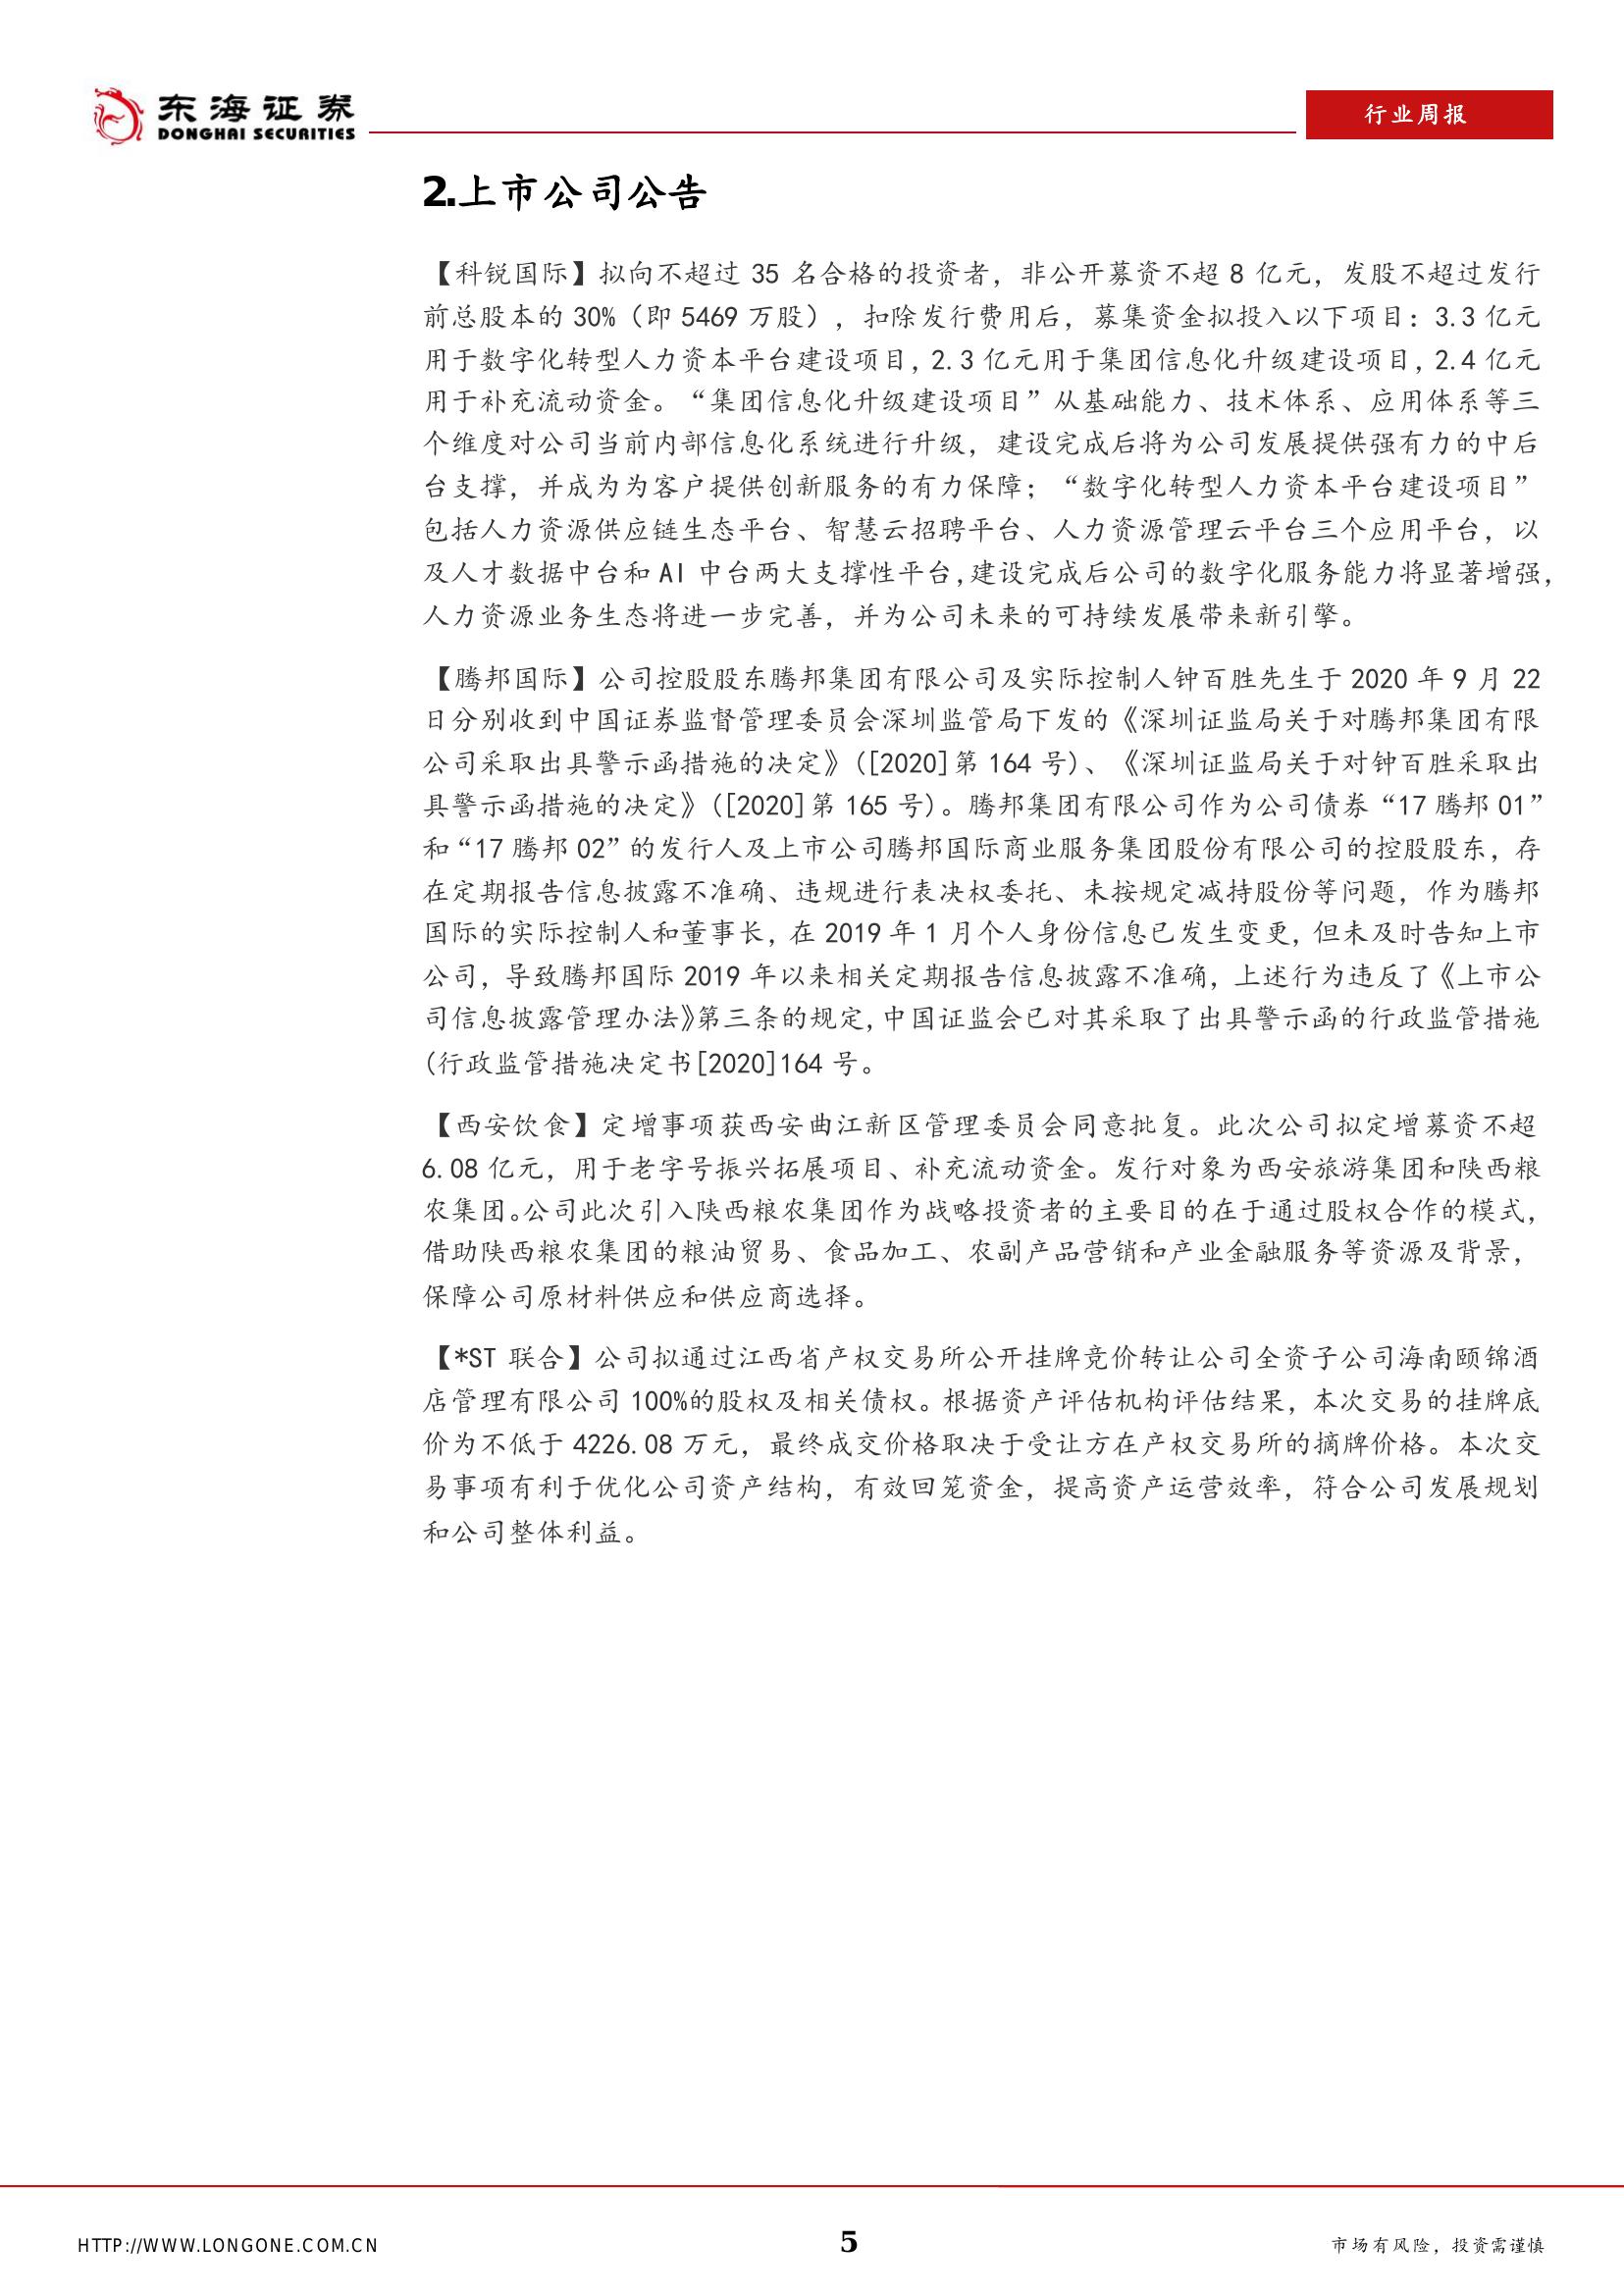 东海证券
DONGHAI SECURITIES
行业周报
2.上市公司公告
【科锐国际】拟向不超过 35 名合格的投资者，非公开募资不超 8 亿元，发股不超过发行
前总股本的 30%（即 5469 万股），扣除发行费用后，募集资金拟投入以下项目：3.3 亿元
用于数字化转型人力资本平台建设项目，2.3 亿元用于集团信息化升级建设项目，2.4 亿元
用于补充流动资金。“集团信息化升级建设项目”从基础能力、技术体系、应用体系等三
个维度对公司当前内部信息化系统进行升级，建设完成后将为公司发展提供强有力的中后
台支撑，并成为为客户提供创新服务的有力保障；“数字化转型人力资本平台建设项目”
包括人力资源供应链生态平台、智慧云招聘平台、人力资源管理云平台三个应用平台，以
及人才数据中台和 AI 中台两大支撑性平台，建设完成后公司的数字化服务能力将显著增强，
人力资源业务生态将进一步完善，并为公司未来的可持续发展带来新引擎。
【腾邦国际】公司控股股东腾邦集团有限公司及实际控制人钟百胜先生于 2020 年 9 月 22
日分别收到中国证券监督管理委员会深圳监管局下发的《深圳证监局关于对腾邦集团有限
公司采取出具警示函措施的决定》（[2020]第 164 号）、《深圳证监局关于对钟百胜采取出
具警示函措施的决定》（[2020]第 165 号）。腾邦集团有限公司作为公司债券“17 腾邦 01”
和“17 腾邦 02”的发行人及上市公司腾邦国际商业服务集团股份有限公司的控股股东，存
在定期报告信息披露不准确、违规进行表决权委托、未按规定减持股份等问题，作为腾邦
国际的实际控制人和董事长，在 2019 年 1 月个人身份信息已发生变更，但未及时告知上市
公司，导致腾邦国际 2019 年以来相关定期报告信息披露不准确，上述行为违反了《上市公
司信息披露管理办法》第三条的规定，中国证监会已对其采取了出具警示函的行政监管措施
(行政监管措施决定书[2020]164 号。
【西安饮食】定增事项获西安曲江新区管理委员会同意批复。此次公司拟定增募资不超
6.08 亿元，用于老字号振兴拓展项目、补充流动资金。发行对象为西安旅游集团和陕西粮
农集团。公司此次引入陕西粮农集团作为战略投资者的主要目的在于通过股权合作的模式，
借助陕西粮农集团的粮油贸易、食品加工、农副产品营销和产业金融服务等资源及背景，
保障公司原材料供应和供应商选择。
【*ST 联合】公司拟通过江西省产权交易所公开挂牌竞价转让公司全资子公司海南颐锦酒
店管理有限公司 100%的股权及相关债权。根据资产评估机构评估结果，本次交易的挂牌底
价为不低于 4226.08 万元，最终成交价格取决于受让方在产权交易所的摘牌价格。本次交
易事项有利于优化公司资产结构，有效回笼资金，提高资产运营效率，符合公司发展规划
和公司整体利益。
HTTP://WWW.LONGONE.COM.CN
5
市场有风险，投资需谨慎